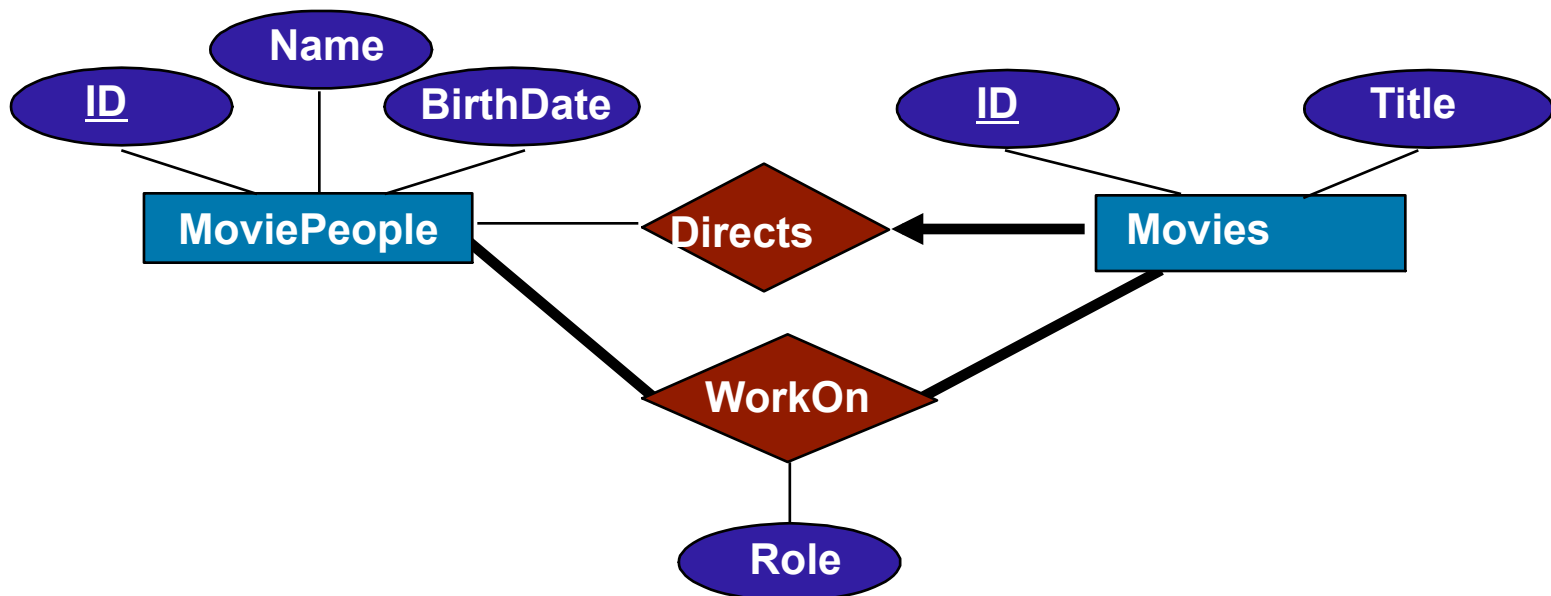 Name
ID
BirthDate
ID
Title
MoviePeople
Directs
Movies
WorkOn
Role